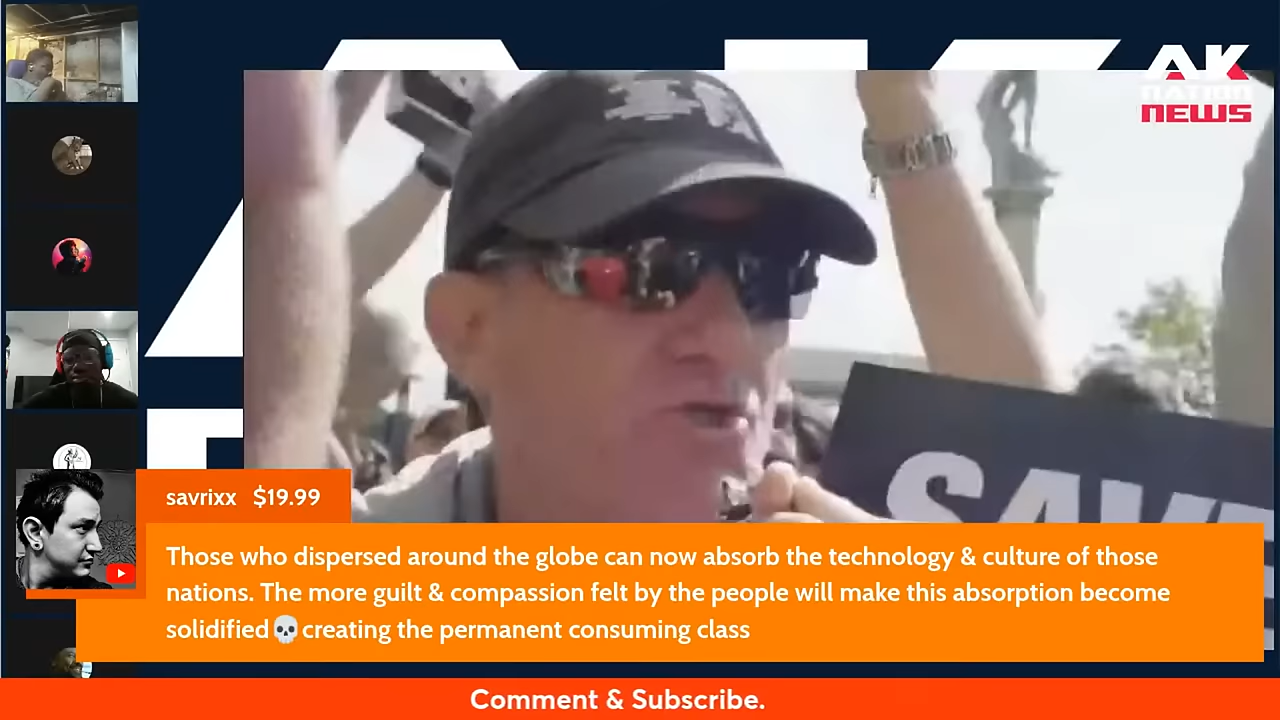 AK
NATION
NEWS
SAVE
savrixx $19.99
Those who dispersed around the globe can now absorb the technology & culture of those
nations. The more guilt & compassion felt by the people will make this absorption become
solidified💀creating the permanent consuming class
Comment & Subscribe.